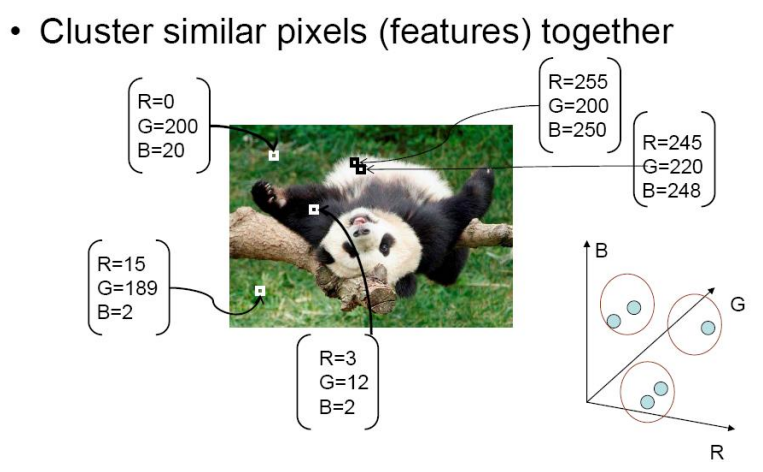 • Cluster similar pixels (features) together
R=0
G=200
B=20
R=255
G=200
B=250
R=245
G=220
B=248
R=15
G=189
B=2
R=3
G=12
B=2
B
G
R